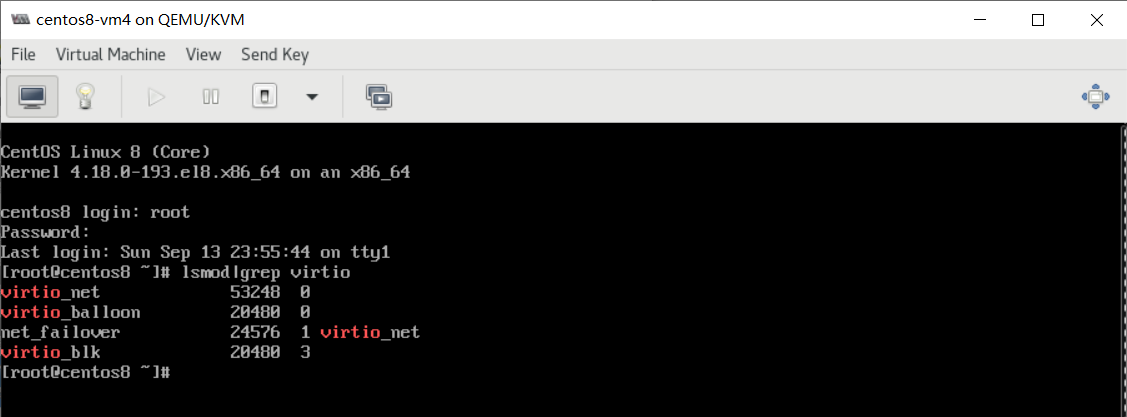 centos8-vm4 on QEMU/KVM
File Virtual Machine View Send Key
CentOS Linux 8 (Core)
Kernel 4.18.0-193.el8.x86_64 on an x86_64
centos8 login: root
Password:
Last login: Sun Sep 13 23:55:44 on tty1
[root@centos8 ~]# lsmod|grep virtio
virtio_net             53248  0
virtio_balloon         20480  0
net_failover           24576  1 virtio_net
virtio_blk             20480  3
[root@centos8 ~]#